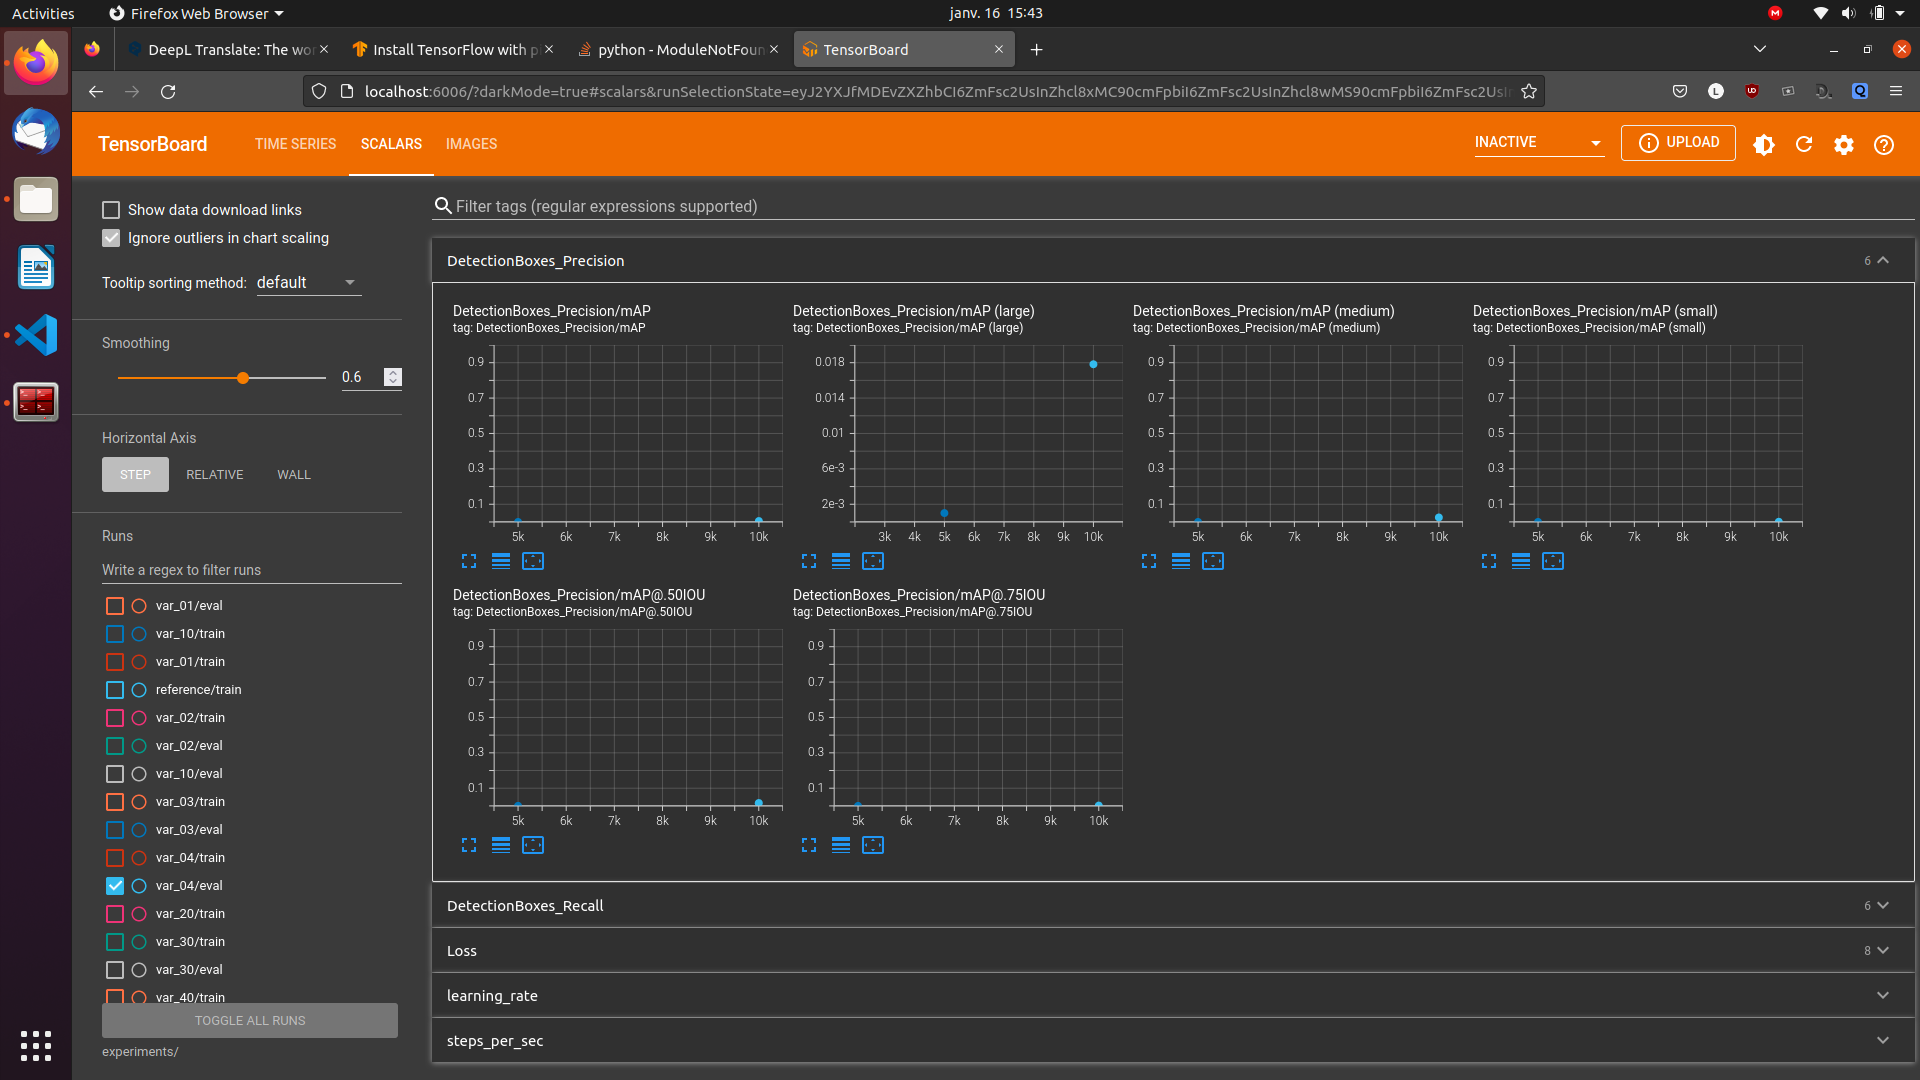 Activities
Firefox Web Browser
janv. 16 15:43
DeepL Translate: The wor
Install TensorFlow with pi
python - ModuleNotFoun
TensorBoard
localhost:6006/?darkMode=true#scalars&runSelectionState=
TensorBoard
TIME SERIES
SCALARS
IMAGES
INACTIVE
UPLOAD
Show data download links
Ignore outliers in chart scaling
Tooltip sorting method: default
Smoothing
0.6
Horizontal Axis
STEP RELATIVE WALL
Runs
Write a regex to filter runs
var_01/eval
var_10/train
var_01/train
reference/train
var_02/train
var_02/eval
var_10/eval
var_03/train
var_03/eval
var_04/train
var_04/eval
var_20/train
var_30/train
var_30/eval
var_40/train
TOGGLE ALL RUNS
experiments/
Filter tags (regular expressions supported)
DetectionBoxes_Precision
6
DetectionBoxes_Precision/mAP
tag: DetectionBoxes_Precision/mAP
0.9
0.7
0.5
0.3
0.1
5k 6k 7k 8k 9k 10k
DetectionBoxes_Precision/mAP (large)
tag: DetectionBoxes_Precision/mAP (large)
0.018
0.014
0.01
6e-3
2e-3
3k 4k 5k 6k 7k 8k 9k 10k
DetectionBoxes_Precision/mAP (medium)
tag: DetectionBoxes_Precision/mAP (medium)
0.9
0.7
0.5
0.3
0.1
5k 6k 7k 8k 9k 10k
DetectionBoxes_Precision/mAP (small)
tag: DetectionBoxes_Precision/mAP (small)
0.9
0.7
0.5
0.3
0.1
5k 6k 7k 8k 9k 10k
DetectionBoxes_Precision/mAP@.50IOU
tag: DetectionBoxes_Precision/mAP@.50IOU
0.9
0.7
0.5
0.3
0.1
5k 6k 7k 8k 9k 10k
DetectionBoxes_Precision/mAP@.75IOU
tag: DetectionBoxes_Precision/mAP@.75IOU
0.9
0.7
0.5
0.3
0.1
5k 6k 7k 8k 9k 10k
DetectionBoxes_Recall
6
Loss
8
learning_rate
steps_per_sec